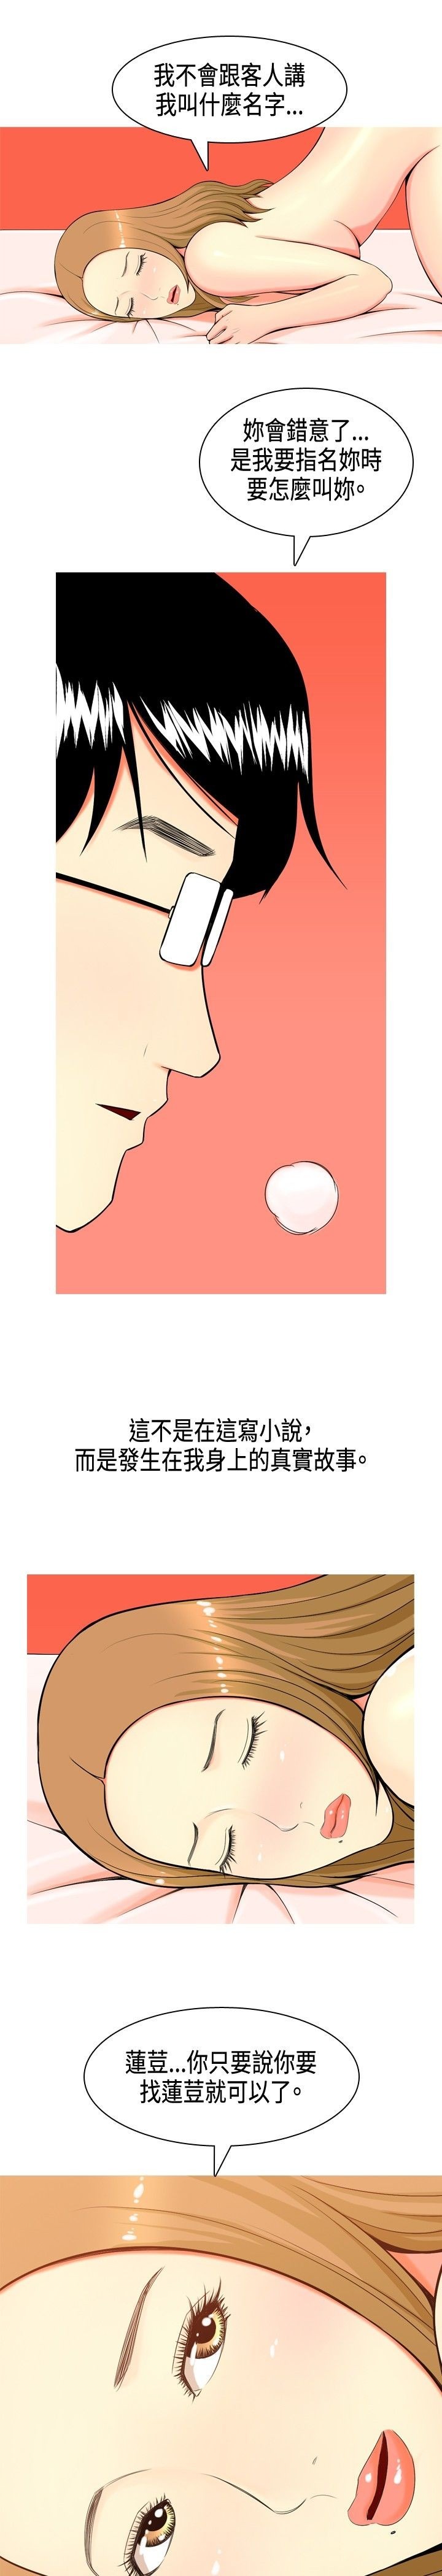 我不會跟客人講
我叫什麼名字...
妳會錯意了...
是我要指名妳時
要怎麼叫妳。
這不是在這寫小說，
而是發生在我身上的真實故事。
蓮荳...你只要說你要
找蓮荳就可以了。